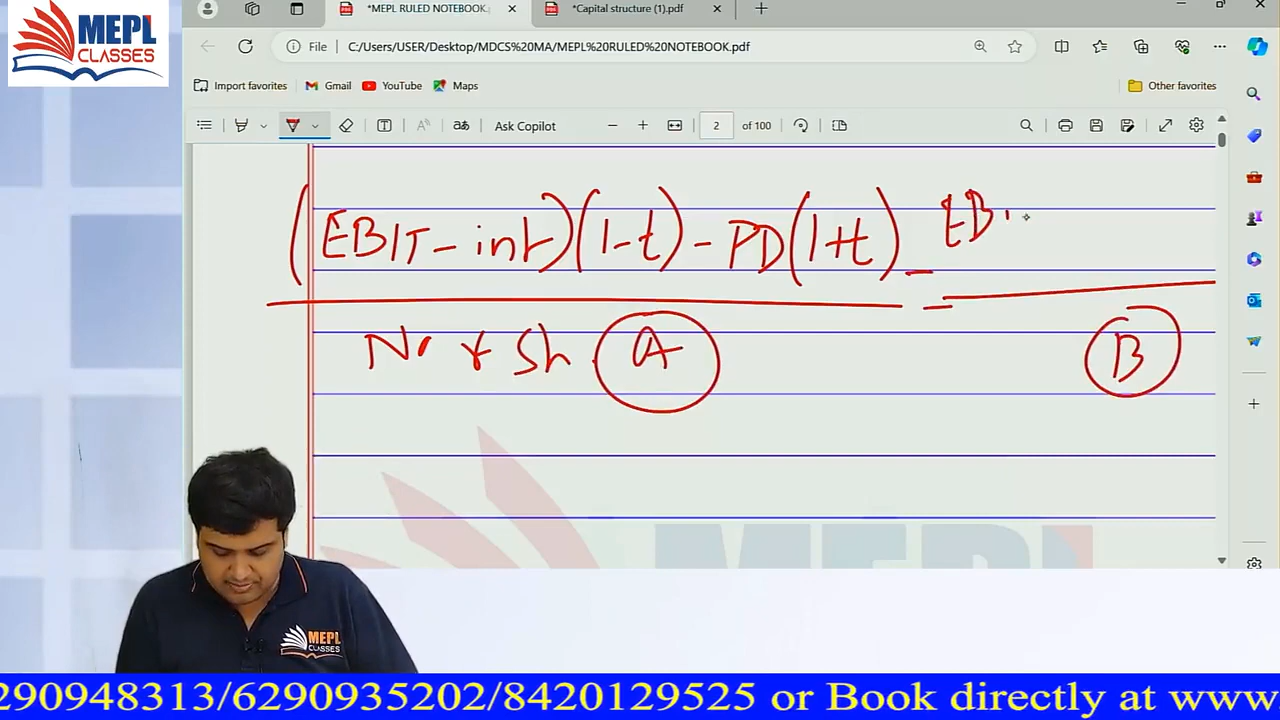 MEPL
CLASSES
*MEPL RULED NOTEBOOK.
*Capital structure (1).pdf
File
C:/Users/USER/Desktop/MDCS%20MA/MEPL%20RULED%20NOTEBOOK.pdf
Import favorites
Gmail
YouTube
Maps
Other favorites
Ask Copilot
2
of 100
(EBIT - int)(1-t) - PD(1+t) = EBI
No of Sh A B
MEPL
MEPL
CLASSES
290948313/6290935202/8420129525 or Book directly at www.